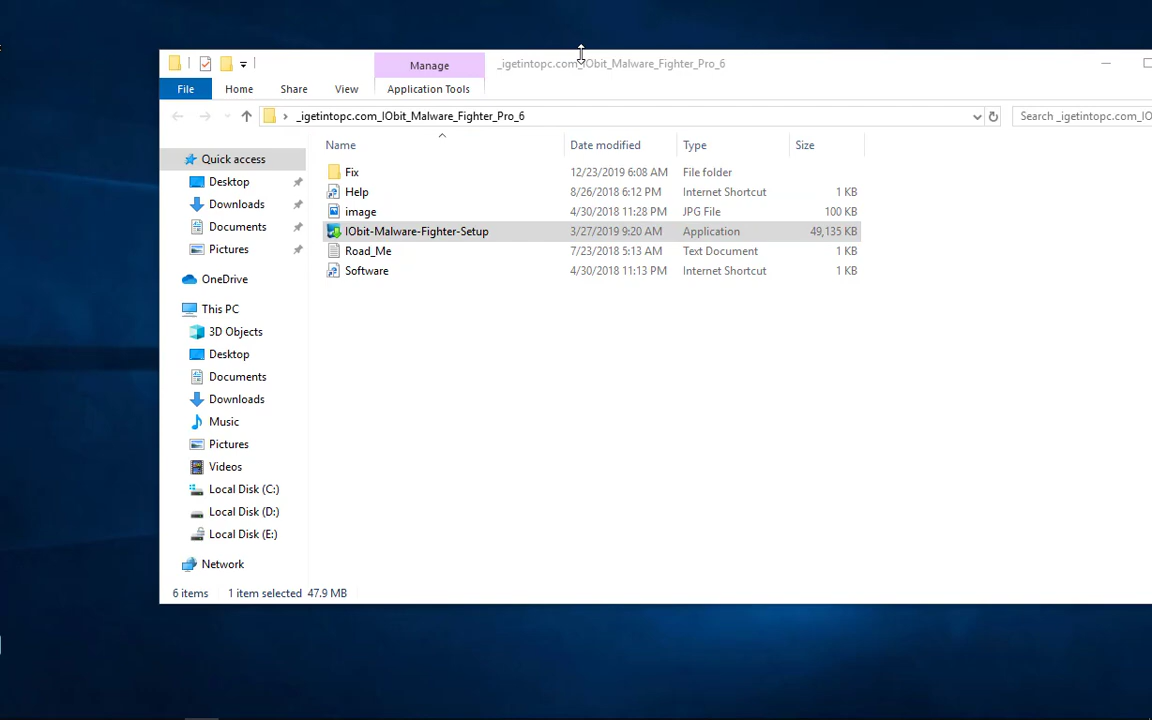 Manage
_igetintopc.com_IObit_Malware_Fighter_Pro_6
File Home Share View Application Tools
_igetintopc.com_IObit_Malware_Fighter_Pro_6
Search _igetintopc.com_IO
Name Date modified Type Size
Quick access
Desktop
Downloads
Documents
Pictures
OneDrive
This PC
3D Objects
Desktop
Documents
Downloads
Music
Pictures
Videos
Local Disk (C:)
Local Disk (D:)
Local Disk (E:)
Network
Fix 12/23/2019 6:08 AM File folder
Help 8/26/2018 6:12 PM Internet Shortcut 1 KB
image 4/30/2018 11:28 PM JPG File 100 KB
IObit-Malware-Fighter-Setup 3/27/2019 9:20 AM Application 49,135 KB
Road_Me 7/23/2018 5:13 AM Text Document 1 KB
Software 4/30/2018 11:13 PM Internet Shortcut 1 KB
6 items 1 item selected 47.9 MB